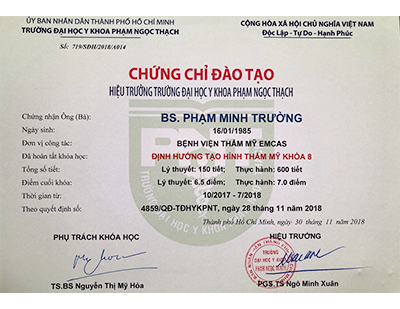 ỦY BAN NHÂN DÂN THÀNH PHỐ HỒ CHÍ MINH
TRƯỜNG ĐẠI HỌC Y KHOA PHẠM NGỌC THẠCH
CỘNG HÒA XÃ HỘI CHỦ NGHĨA VIỆT NAM
Độc Lập - Tự Do - Hạnh Phúc
Số: 719/SĐH/2018/A014
CHỨNG CHỈ ĐÀO TẠO
HIỆU TRƯỞNG TRƯỜNG ĐẠI HỌC Y KHOA PHẠM NGỌC THẠCH
Chứng nhận Ông (Bà): BS. PHẠM MINH TRƯỜNG
Ngày sinh: 16/01/1985
Đơn vị công tác: BỆNH VIỆN THẨM MỸ EMCAS
Đã hoàn tất khóa học: ĐỊNH HƯỚNG TẠO HÌNH THẨM MỸ KHÓA 8
Tổng số tiết: Lý thuyết: 150 tiết; Thực hành: 600 tiết
Điểm cuối khóa: Lý thuyết: 6.5 điểm; Thực hành: 7.0 điểm
Thời gian từ: 10/2017 - 7/2018
Theo quyết định số: 4859/QĐ-TĐHYKPNT, ngày 28 tháng 11 năm 2018
Thành phố Hồ Chí Minh, ngày 30 tháng 11 năm 2018
PHỤ TRÁCH KHÓA HỌC
HIỆU TRƯỞNG
TRƯỜNG
ĐẠI HỌC Y KHOA
PHẠM NGỌC THẠCH
TS.BS Nguyễn Thị Mỹ Hòa
PGS.TS Ngô Minh Xuân